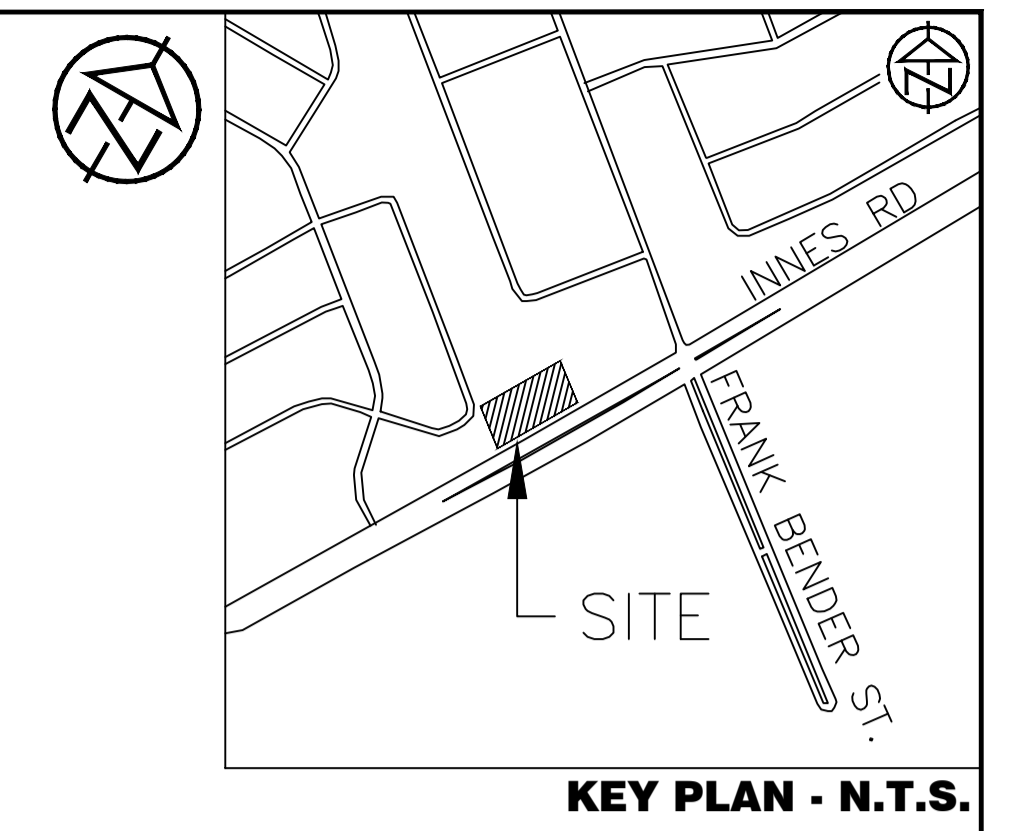 N
N
INNES RD
FRANK BENDER ST.
SITE
KEY PLAN - N.T.S.